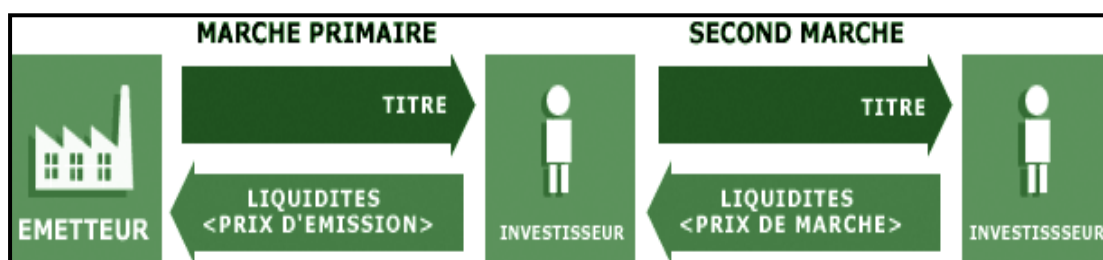 MARCHE PRIMAIRE
SECOND MARCHE
TITRE
TITRE
LIQUIDITES
<PRIX D'EMISSION>
LIQUIDITES
<PRIX DE MARCHE>
EMETTEUR
INVESTISSEUR
INVESTISSSEUR